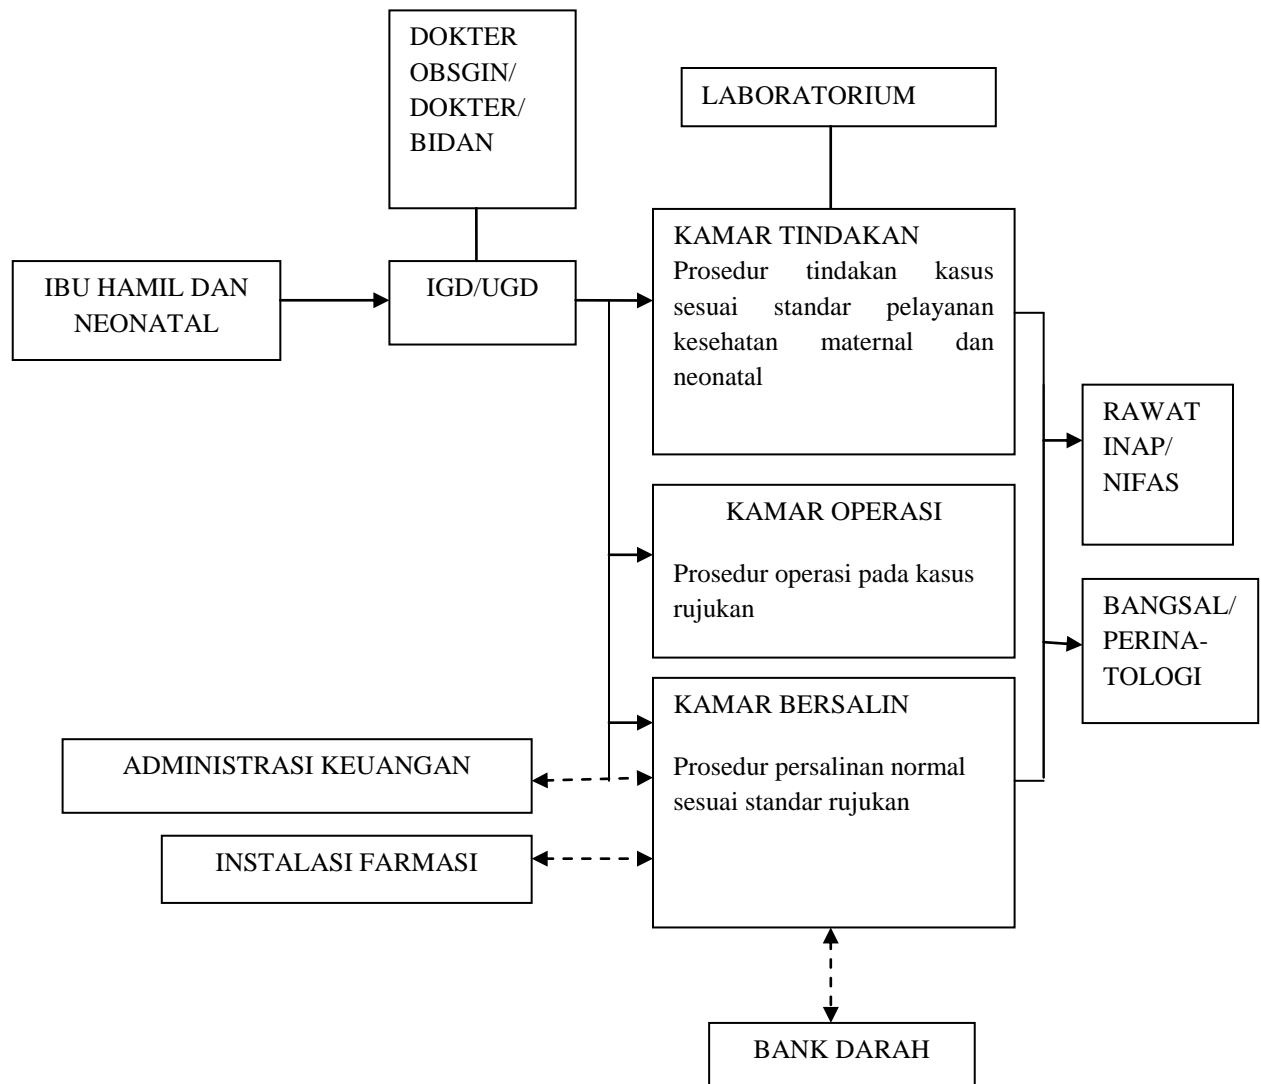 DOKTER
OBSGIN/
DOKTER/
BIDAN
LABORATORIUM
IBU HAMIL DAN
NEONATAL
IGD/UGD
KAMAR TINDAKAN
Prosedur tindakan kasus
sesuai standar pelayanan
kesehatan maternal dan
neonatal
RAWAT
INAP/
NIFAS
KAMAR OPERASI
Prosedur operasi pada kasus
rujukan
BANGSAL/
PERINA-
TOLOGI
KAMAR BERSALIN
Prosedur persalinan normal
sesuai standar rujukan
ADMINISTRASI KEUANGAN
INSTALASI FARMASI
BANK DARAH